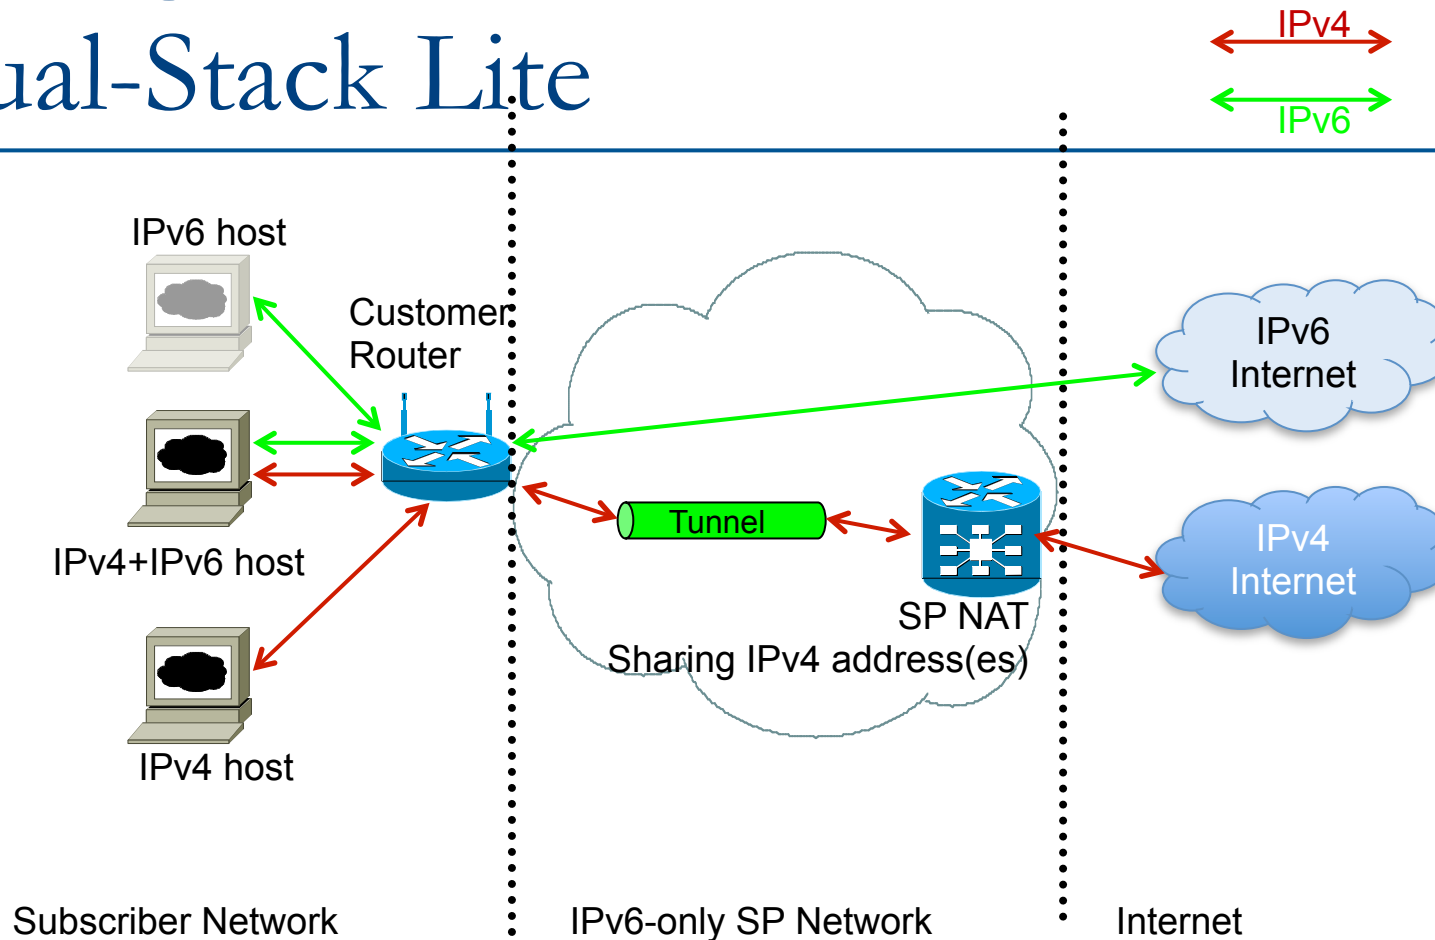 ual-Stack Lite
IPv4
IPv6
IPv6 host
Customer
Router
IPv4+IPv6 host
IPv4 host
Tunnel
SP NAT
Sharing IPv4 address(es)
IPv6
Internet
IPv4
Internet
Subscriber Network
IPv6-only SP Network
Internet